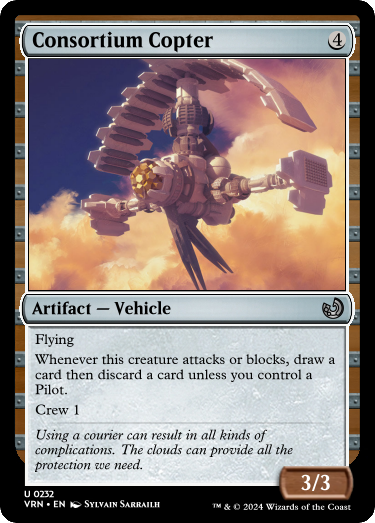 Consortium Copter 4
Artifact — Vehicle
Flying
Whenever this creature attacks or blocks, draw a
card then discard a card unless you control a
Pilot.
Crew 1
Using a courier can result in all kinds of
complications. The clouds can provide all the
protection we need.
3/3
U 0232
VRN • EN Sylvain Sarrailh
™ & © 2024 Wizards of the Coast